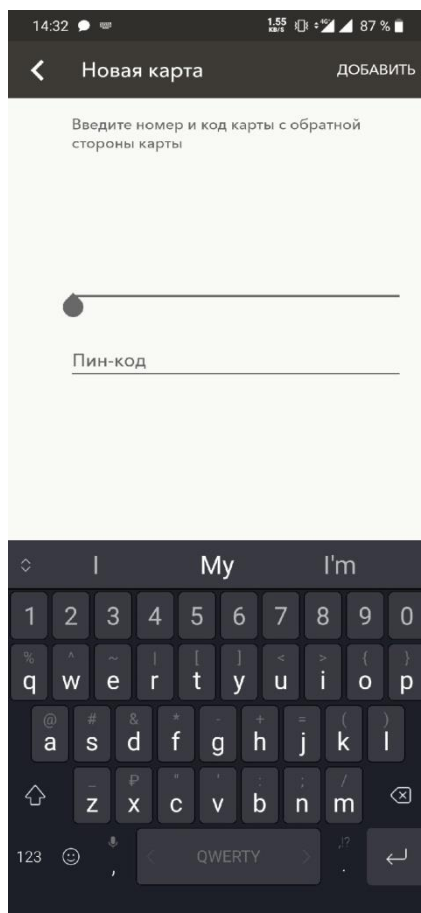 14:32 1.55 KB/S 4G+ 87 %
Новая карта ДОБАВИТЬ
Введите номер и код карты с обратной
стороны карты
Пин-код
I My I'm
1 2 3 4 5 6 7 8 9 0
% ^ ~ | [ ] < > { }
q w e r t y u i o p
@ # & * - + = ( )
a s d f g h j k l
_ ₽ " ' : ; /
z x c v b n m
123 , QWERTY ,!? .